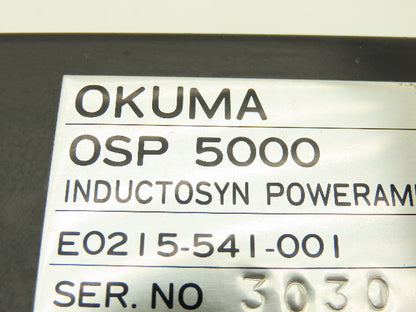 OKUMA
OSP 5000
INDUCTOSYN POWERAM
E0215-541-001
SER. NO 3030